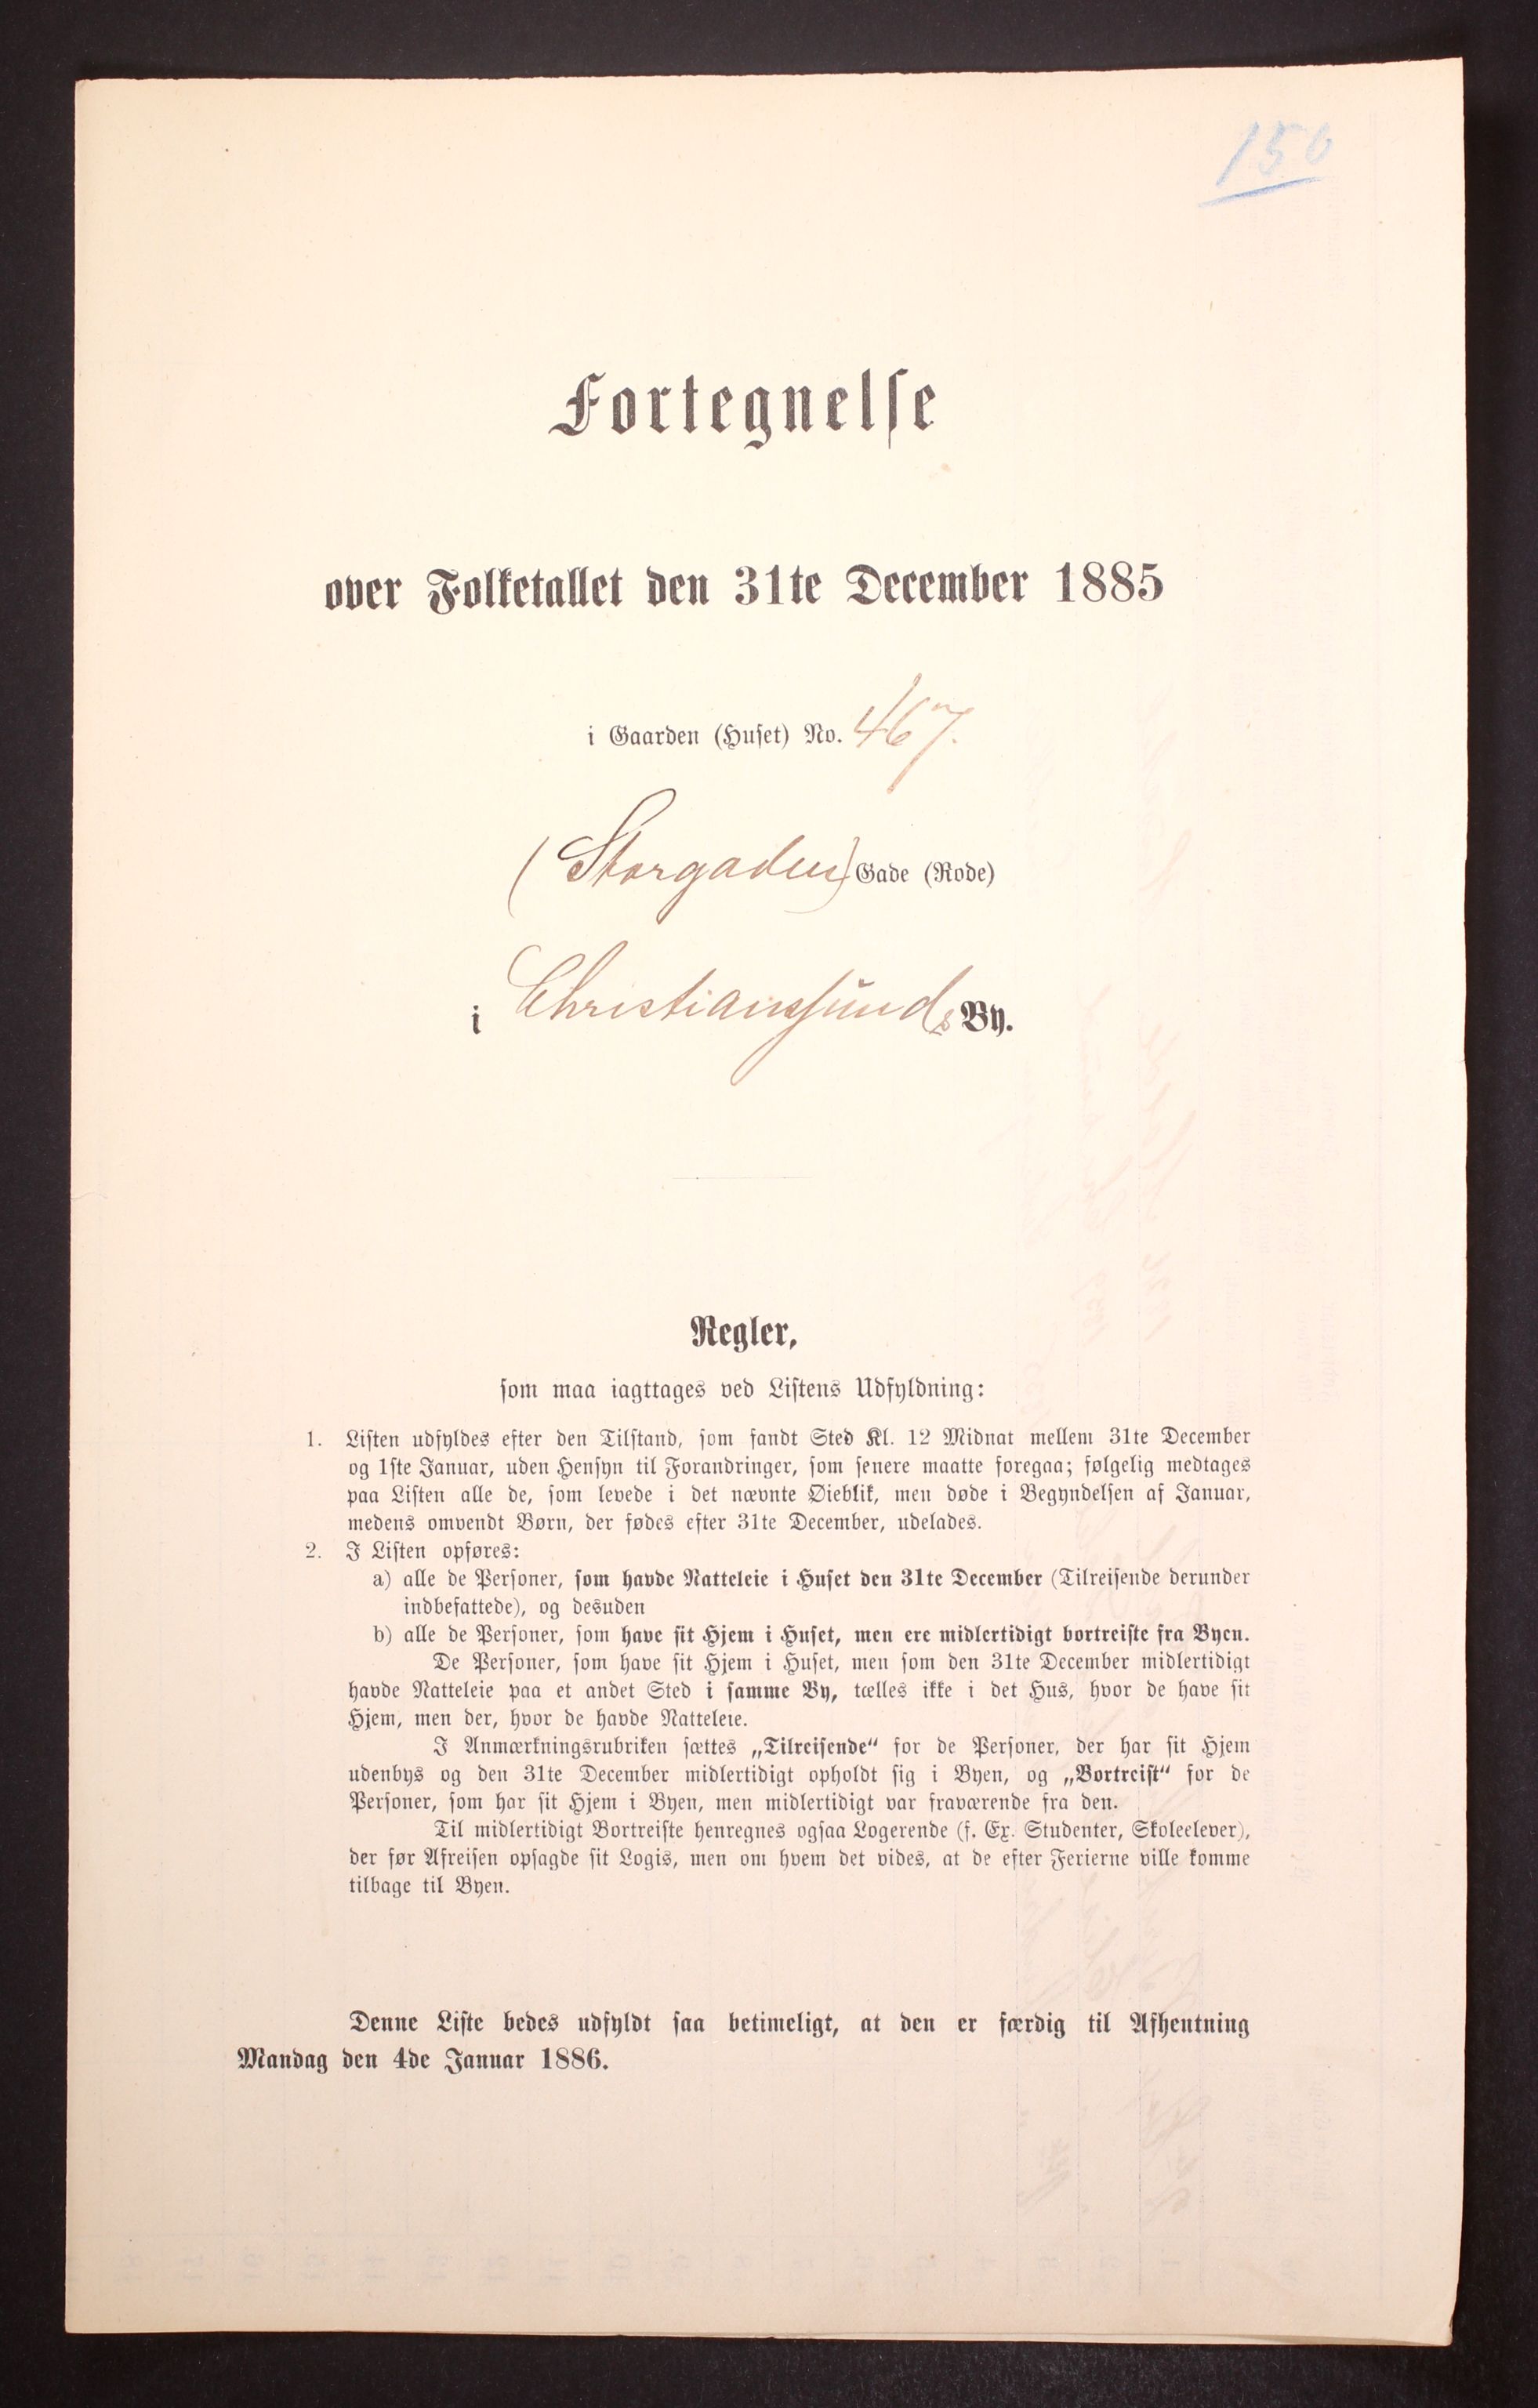 150
Fortegnelse
over Folketallet den 31te December 1885
i Gaarden (Huset) No. 467.
(Storgaden) Gade (Rode)
i Christianssunds By.
Regler,
som maa iagttages ved Listens Udfyldning:
1. Listen udfyldes efter den Tilstand, som fandt Sted Kl. 12 Midnat mellem 31te December
og 1ste Januar, uden Hensyn til Forandringer, som senere maatte foregaa; følgelig medtages
paa Listen alle de, som levede i det nævnte Øieblik, men døde i Begyndelsen af Januar,
medens omvendt Børn, der fødes efter 31te December, udelades.
2. I Listen opføres:
a) alle de Personer, som havde Natteleie i Huset den 31te December (Tilreisende derunder
indbefattede), og desuden
b) alle de Personer, som have sit Hjem i Huset, men ere midlertidigt bortreiste fra Byen.
De Personer, som have sit Hjem i Huset, men som den 31te December midlertidigt
havde Natteleie paa et andet Sted i samme By, tælles ikke i det Hus, hvor de have sit
Hjem, men der, hvor de havde Natteleie.
I Anmærkningsrubriken sættes „Tilreisende“ for de Personer, der har sit Hjem
udenbys og den 31te December midlertidigt opholdt sig i Byen, og „Bortreist“ for de
Personer, som har sit Hjem i Byen, men midlertidigt var fraværende fra den.
Til midlertidigt Bortreiste henregnes ogsaa Logerende (f. Ex. Studenter, Skoleelever),
der før Afreisen opsagde sit Logis, men om hvem det vides, at de efter Ferierne ville komme
tilbage til Byen.
Denne Liste bedes udfyldt saa betimeligt, at den er færdig til Afhentning
Mandag den 4de Januar 1886.